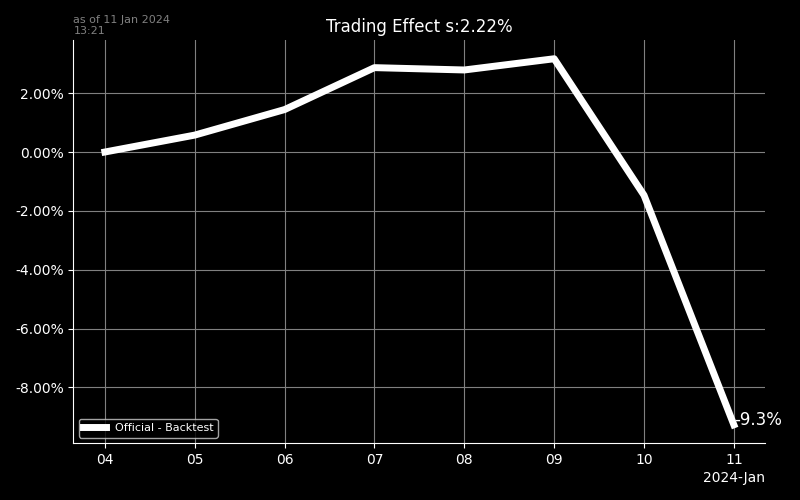 as of 11 Jan 2024
13:21
Trading Effect s:2.22%
2.00%
0.00%
-2.00%
-4.00%
-6.00%
-8.00%
-9.3%
Official - Backtest
04 05 06 07 08 09 10 11
2024-Jan